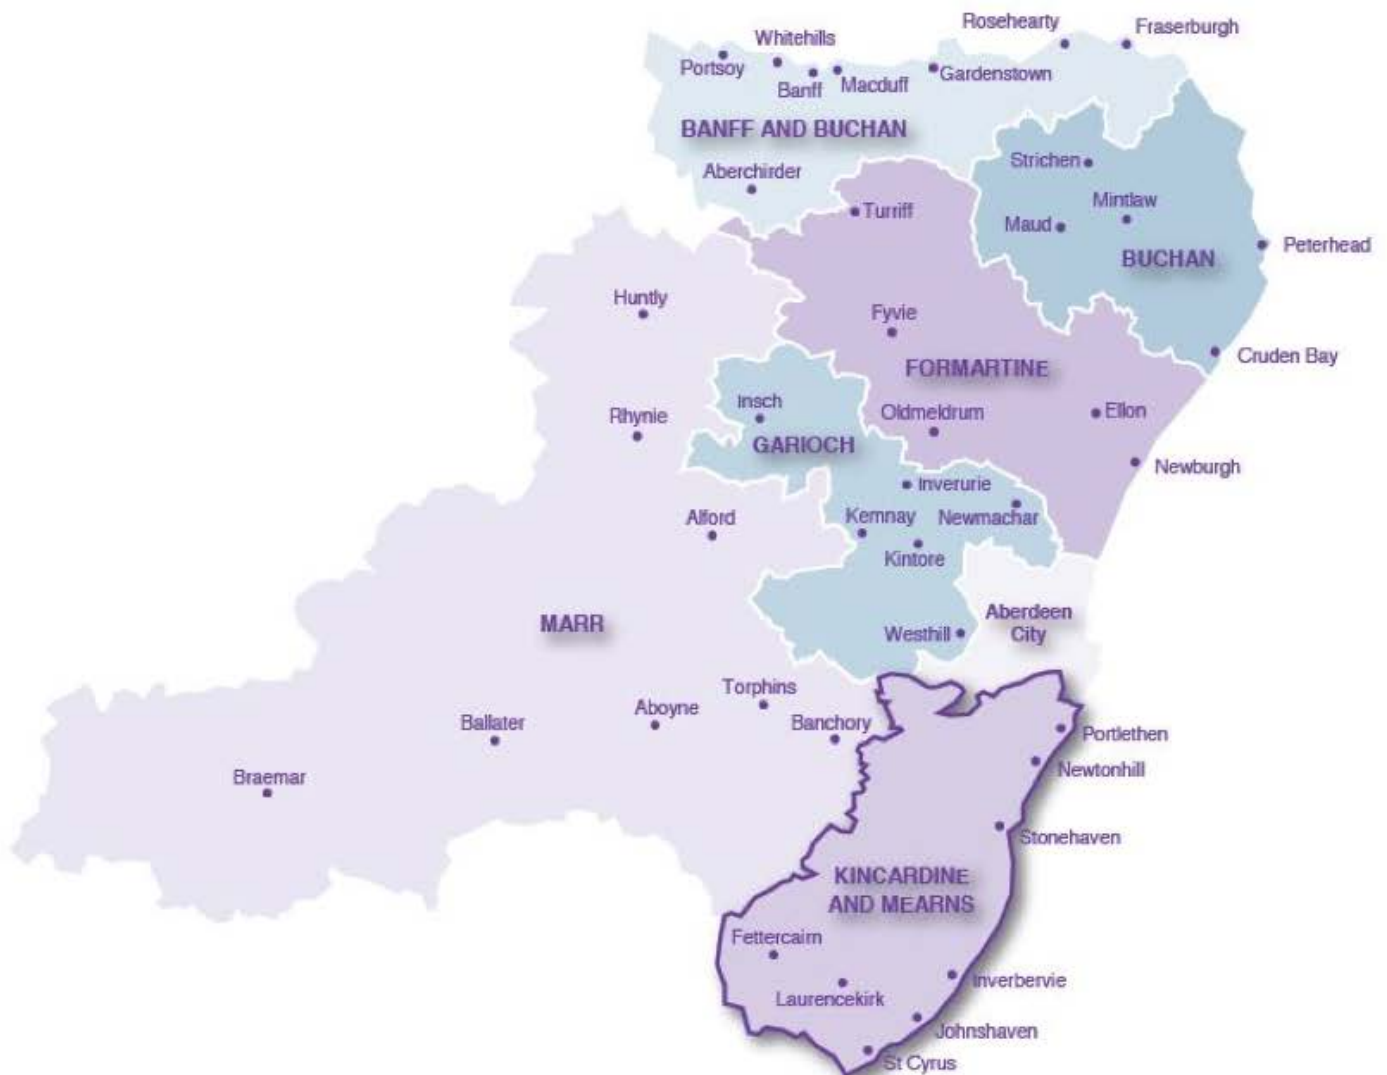 Rosehearty
Fraserburgh
Whitehills
Portsoy
Banff
Macduff
Gardenstown
BANFF AND BUCHAN
Aberchirder
Strichen
Mintlaw
Turriff
Maud
Peterhead
BUCHAN
Huntly
Fyvie
Cruden Bay
FORMARTINE
Insch
Rhynie
Oldmeldrum
Ellon
GARIOCH
Newburgh
Inverurie
Alford
Kemnay
Newmachar
Kintore
MARR
Westhill
Aberdeen
City
Torphins
Aboyne
Ballater
Banchory
Portlethen
Newtonhill
Braemar
Stonehaven
KINCARDINE
AND MEARNS
Fettercairn
Inverbervie
Laurencekirk
Johnshaven
St Cyrus